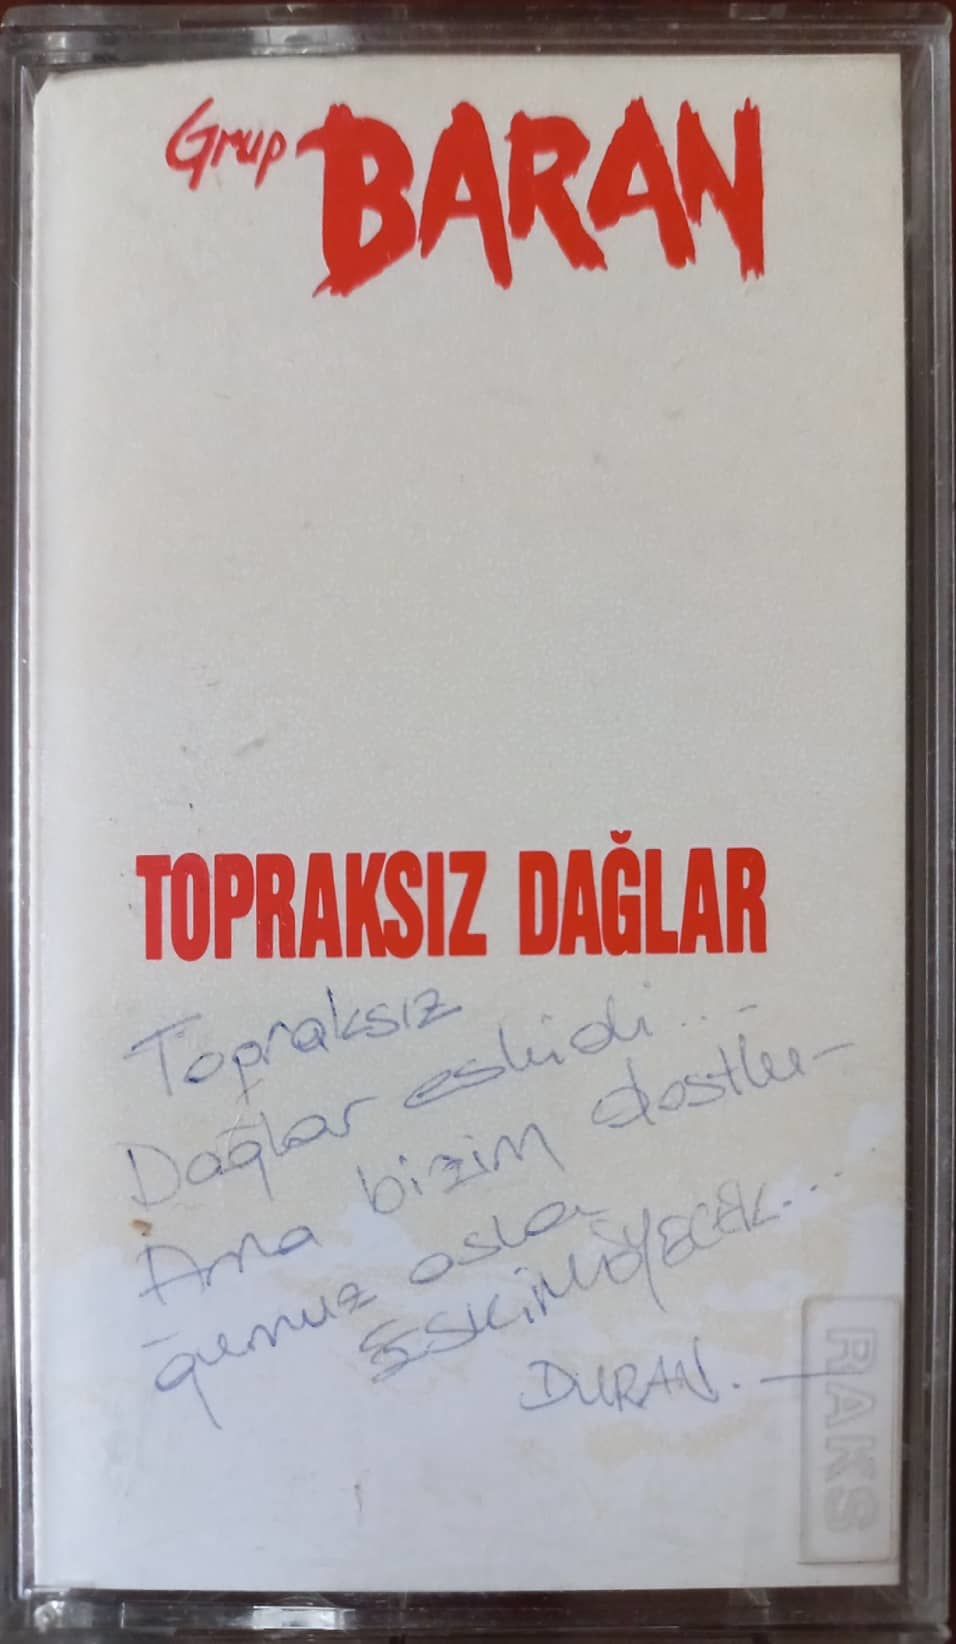 Grup BARAN
TOPRAKSIZ DAĞLAR
Topraksız
Dağlar eskidi...
Ama bizim dostlu-
ğumuz asla
ESKİMİYECEK...
DURAN.
RAKS